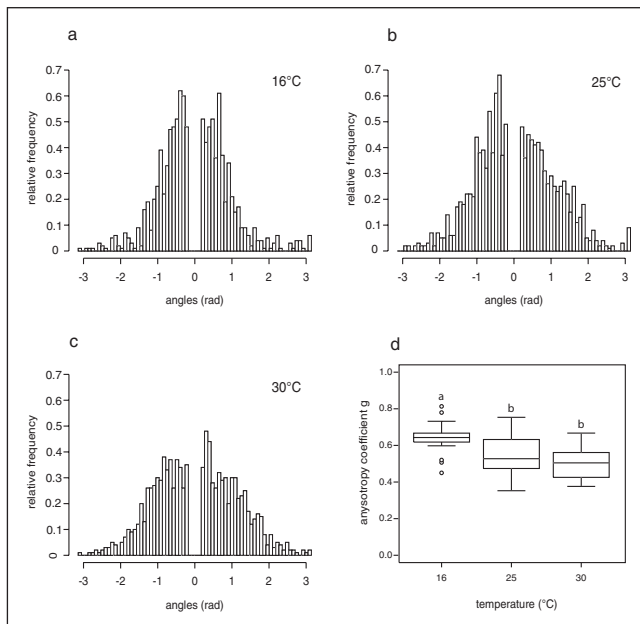 a
16°C
relative frequency
0.7
0.6
0.5
0.4
0.3
0.2
0.1
0
-3 -2 -1 0 1 2 3
angles (rad)
b
25°C
relative frequency
0.7
0.6
0.5
0.4
0.3
0.2
0.1
0
-3 -2 -1 0 1 2 3
angles (rad)
c
30°C
relative frequency
0.7
0.6
0.5
0.4
0.3
0.2
0.1
0
-3 -2 -1 0 1 2 3
angles (rad)
d
anysotropy coefficient g
1.0
0.8
0.6
0.4
0.2
0.0
a
b
b
16 25 30
temperature (°C)